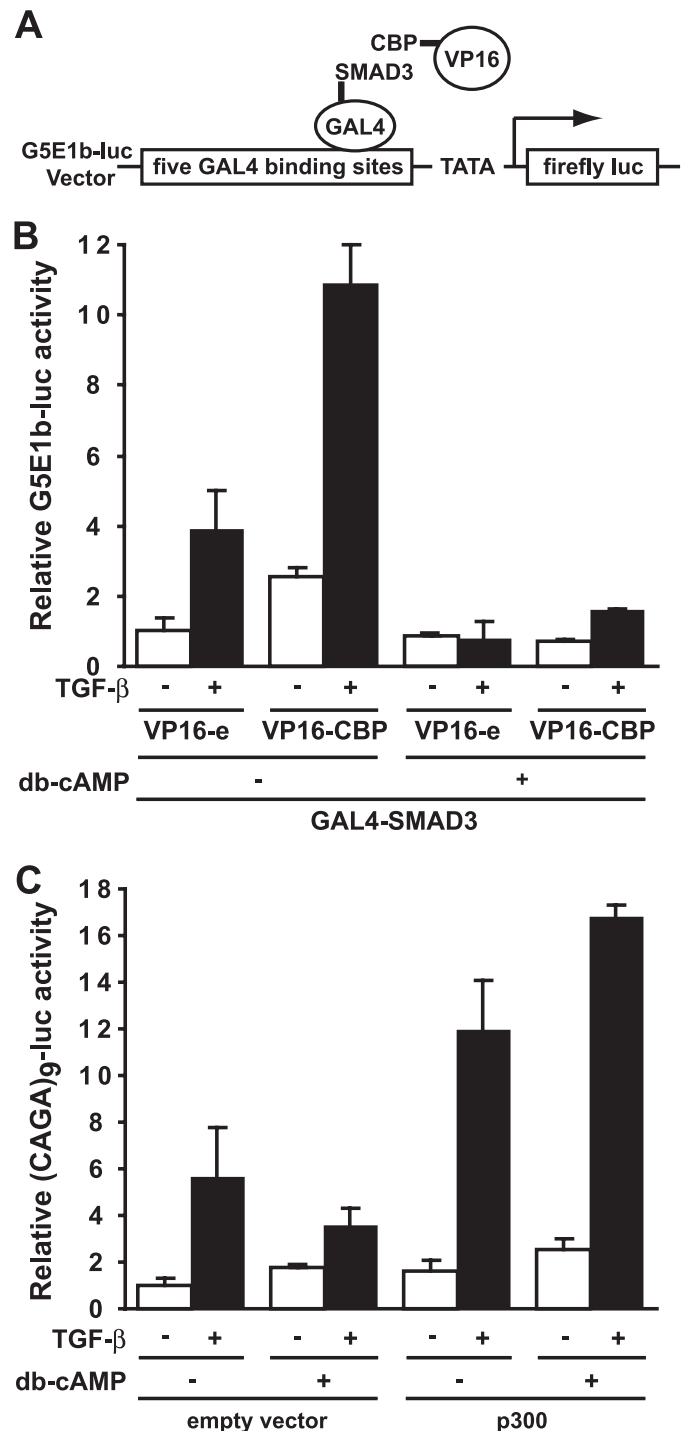 A
CBP
VP16
SMAD3
GAL4
G5E1b-luc
Vector
five GAL4 binding sites
TATA
firefly luc
B
Relative G5E1b-luc activity
12
10
8
6
4
2
0
TGF-β - + - + - + - +
VP16-e VP16-CBP VP16-e VP16-CBP
db-cAMP - +
GAL4-SMAD3
C
Relative (CAGA)9-luc activity
18
16
14
12
10
8
6
4
2
0
TGF-β - + - + - + - +
db-cAMP - + - +
empty vector p300